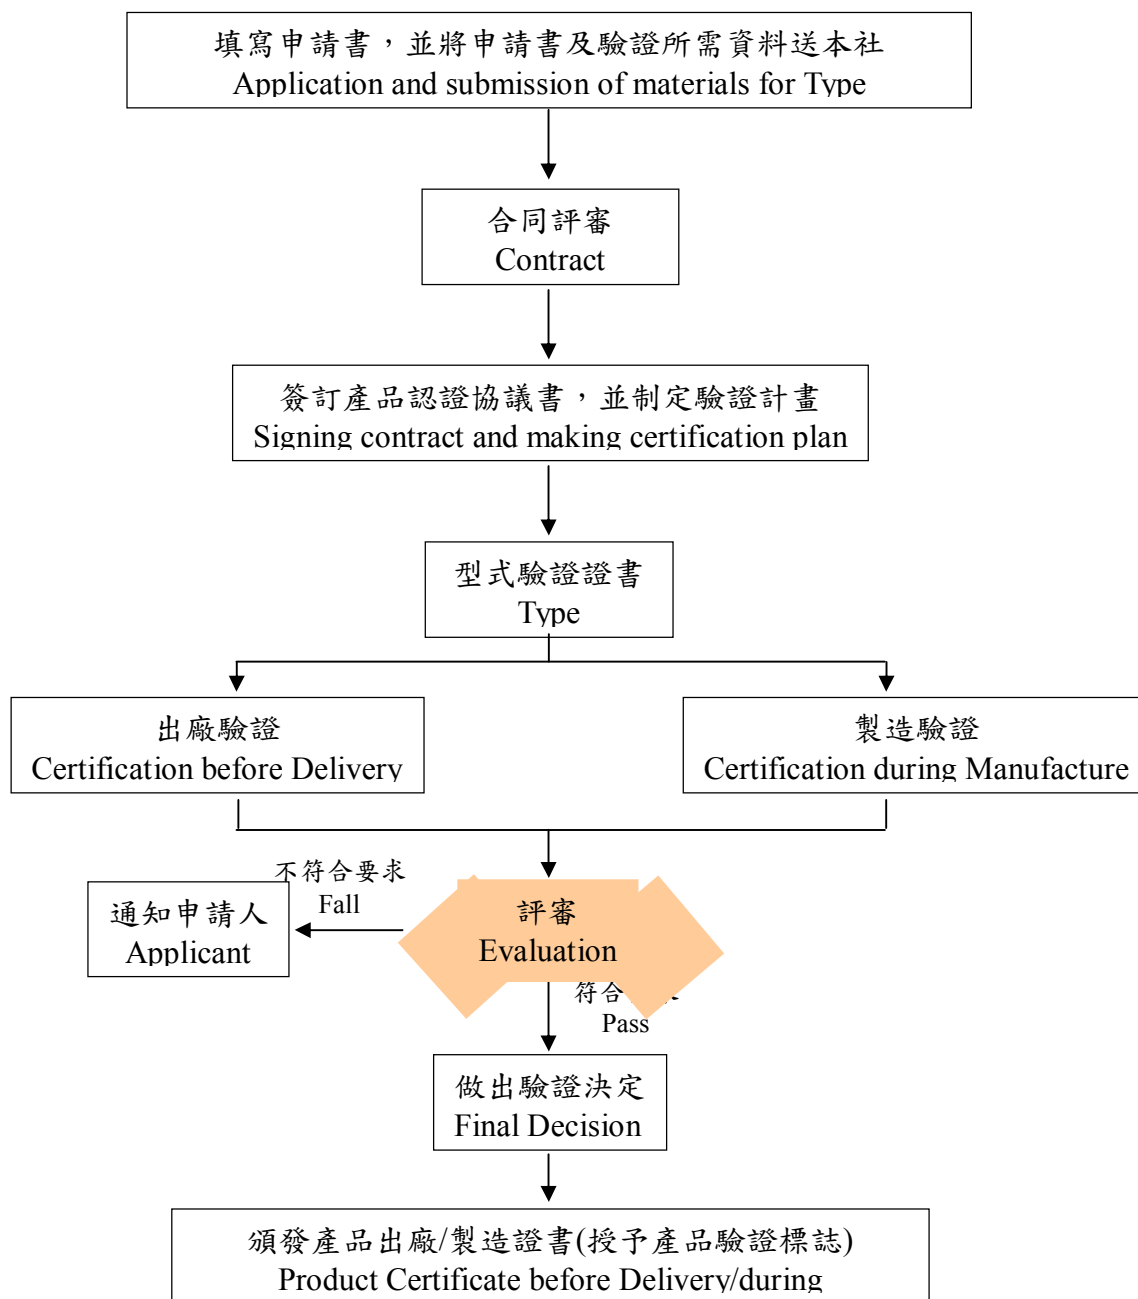 填寫申請書，並將申請書及驗證所需資料送本社
Application and submission of materials for Type
合同評審
Contract
簽訂產品認證協議書，並制定驗證計畫
Signing contract and making certification plan
型式驗證證書
Type
出廠驗證
Certification before Delivery
製造驗證
Certification during Manufacture
不符合要求
Fall
通知申請人
Applicant
評審
Evaluation
符合
Pass
做出驗證決定
Final Decision
頒發產品出廠/製造證書(授予產品驗證標誌)
Product Certificate before Delivery/during